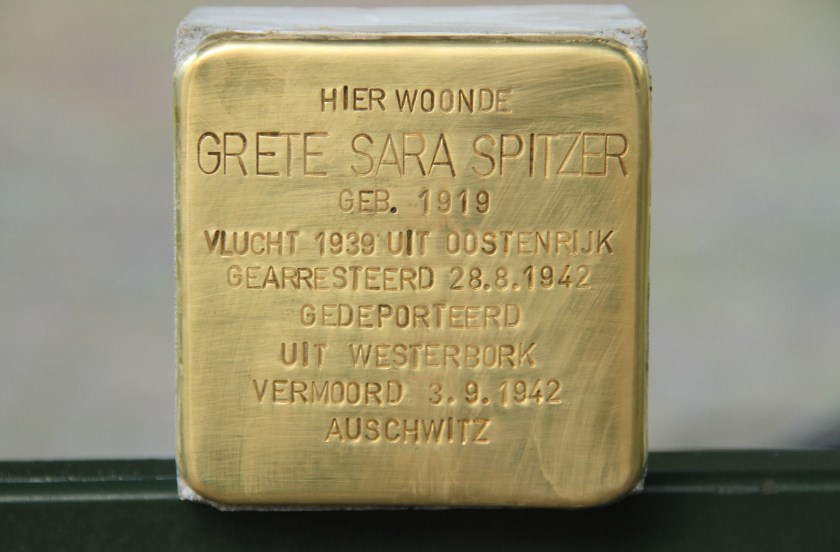 HIER WOONDE
GRETE SARA SPITZER
GEB. 1919
VLUCHT 1939 UIT OOSTENRIJK
GEARRESTEERD 28.8.1942
GEDEPORTEERD
UIT WESTERBORK
VERMOORD 3.9.1942
AUSCHWITZ